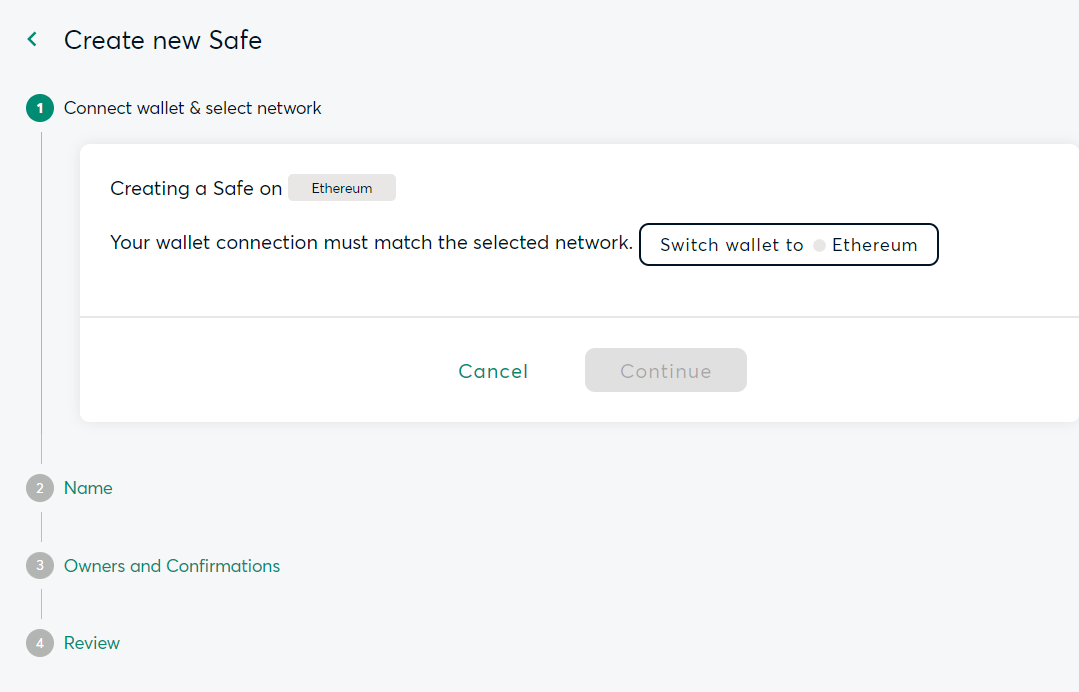 Create new Safe
1 Connect wallet & select network
Creating a Safe on Ethereum
Your wallet connection must match the selected network. Switch wallet to Ethereum
Cancel Continue
2 Name
3 Owners and Confirmations
4 Review